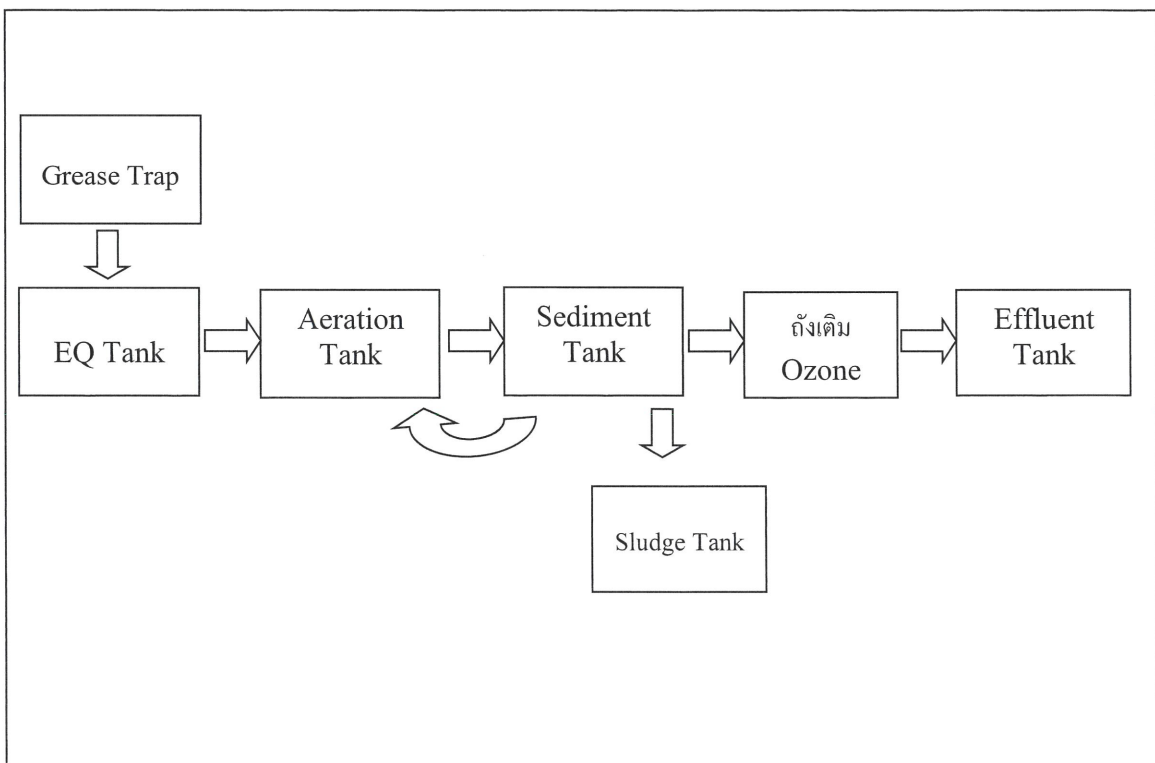 Grease Trap
EQ Tank
Aeration
Tank
Sediment
Tank
ถังเติม
Ozone
Effluent
Tank
Sludge Tank